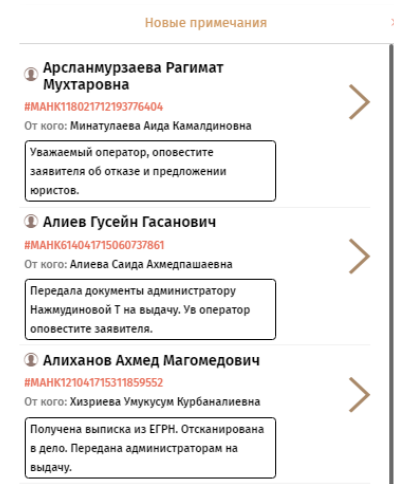 Новые примечания
Арсланмурзаева Рагимат
Мухтаровна
#МАНК118021712193776404
От кого: Минатулаева Аида Камалдиновна
Уважаемый оператор, оповестите
заявителя об отказе и предложении
юристов.
Алиев Гусейн Гасанович
#МАНК614041715060737861
От кого: Алиева Саида Ахмедпашаевна
Передала документы администратору
Нажмудиновой Т на выдачу. Ув оператор
оповестите заявителя.
Алиханов Ахмед Магомедович
#МАНК121041715311859552
От кого: Хизриева Умукусум Курбаналиевна
Получена выписка из ЕГРН. Отсканирована
в дело. Передана администраторам на
выдачу.